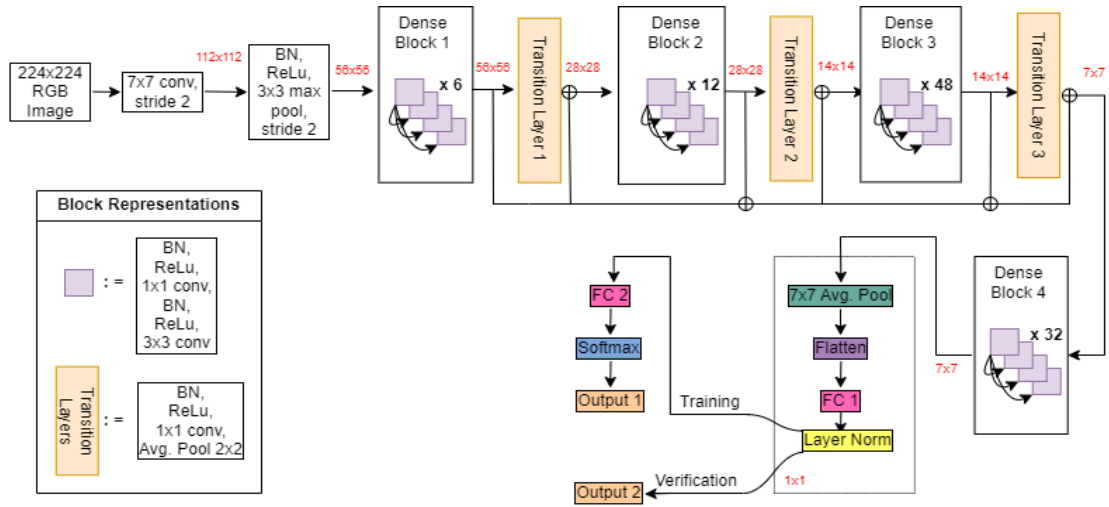 224x224
RGB
Image
7x7 conv,
stride 2
112x112
BN,
ReLu,
3x3 max
pool,
stride 2
56x56
Dense
Block 1
x 6
56x56
Transition Layer 1
28x28
Dense
Block 2
x 12
28x28
Transition Layer 2
14x14
Dense
Block 3
x 48
14x14
Transition Layer 3
7x7
Block Representations
: =
BN,
ReLu,
1x1 conv,
BN,
ReLu,
3x3 conv
Transition
Layers
: =
BN,
ReLu,
1x1 conv,
Avg. Pool 2x2
FC 2
Softmax
Output 1
Training
Verification
Output 2
7x7 Avg. Pool
Flatten
FC 1
Layer Norm
1x1
7x7
Dense
Block 4
x 32